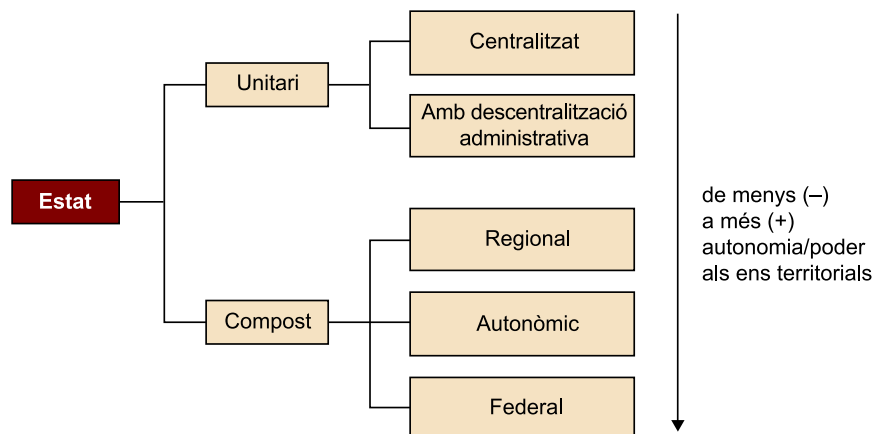 Estat
Unitari
Centralitzat
Amb descentralització
administrativa
Compost
Regional
Autonòmic
Federal
de menys (–)
a més (+)
autonomia/poder
als ens territorials